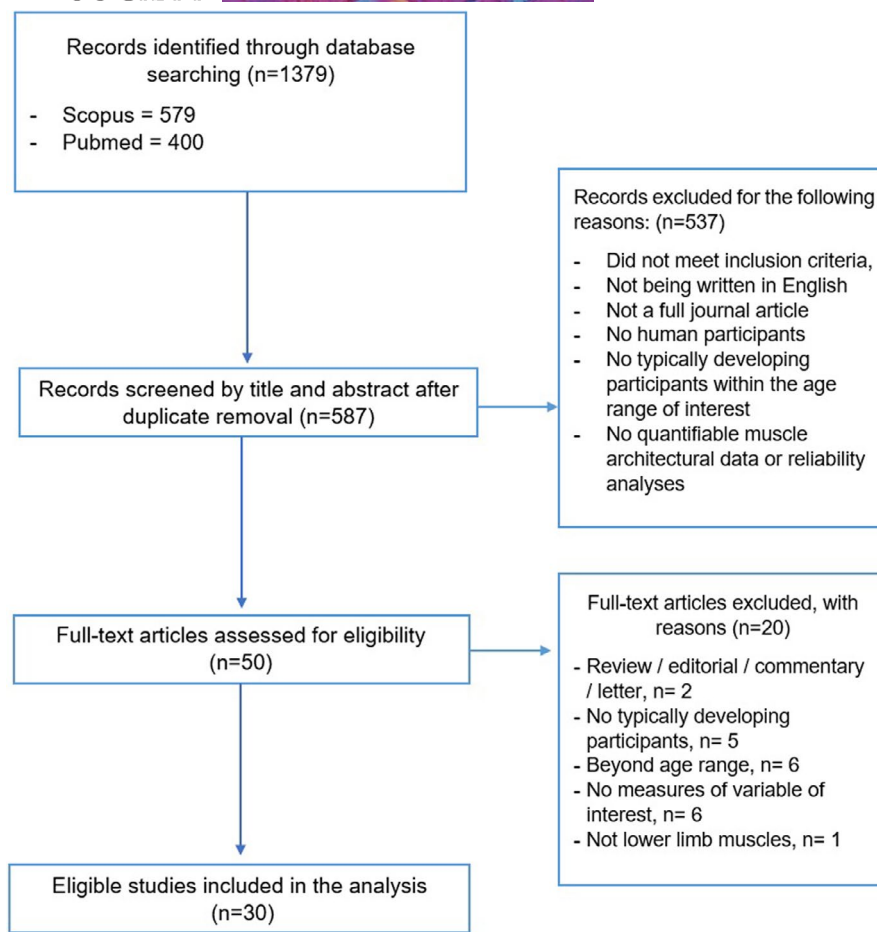 Records identified through database
searching (n=1379)
- Scopus = 579
- Pubmed = 400
Records excluded for the following
reasons: (n=537)
- Did not meet inclusion criteria,
- Not being written in English
- Not a full journal article
- No human participants
- No typically developing
participants within the age
range of interest
- No quantifiable muscle
architectural data or reliability
analyses
Records screened by title and abstract after
duplicate removal (n=587)
Full-text articles assessed for eligibility
(n=50)
Full-text articles excluded, with
reasons (n=20)
- Review / editorial / commentary
/ letter, n= 2
- No typically developing
participants, n= 5
- Beyond age range, n= 6
- No measures of variable of
interest, n= 6
- Not lower limb muscles, n= 1
Eligible studies included in the analysis
(n=30)